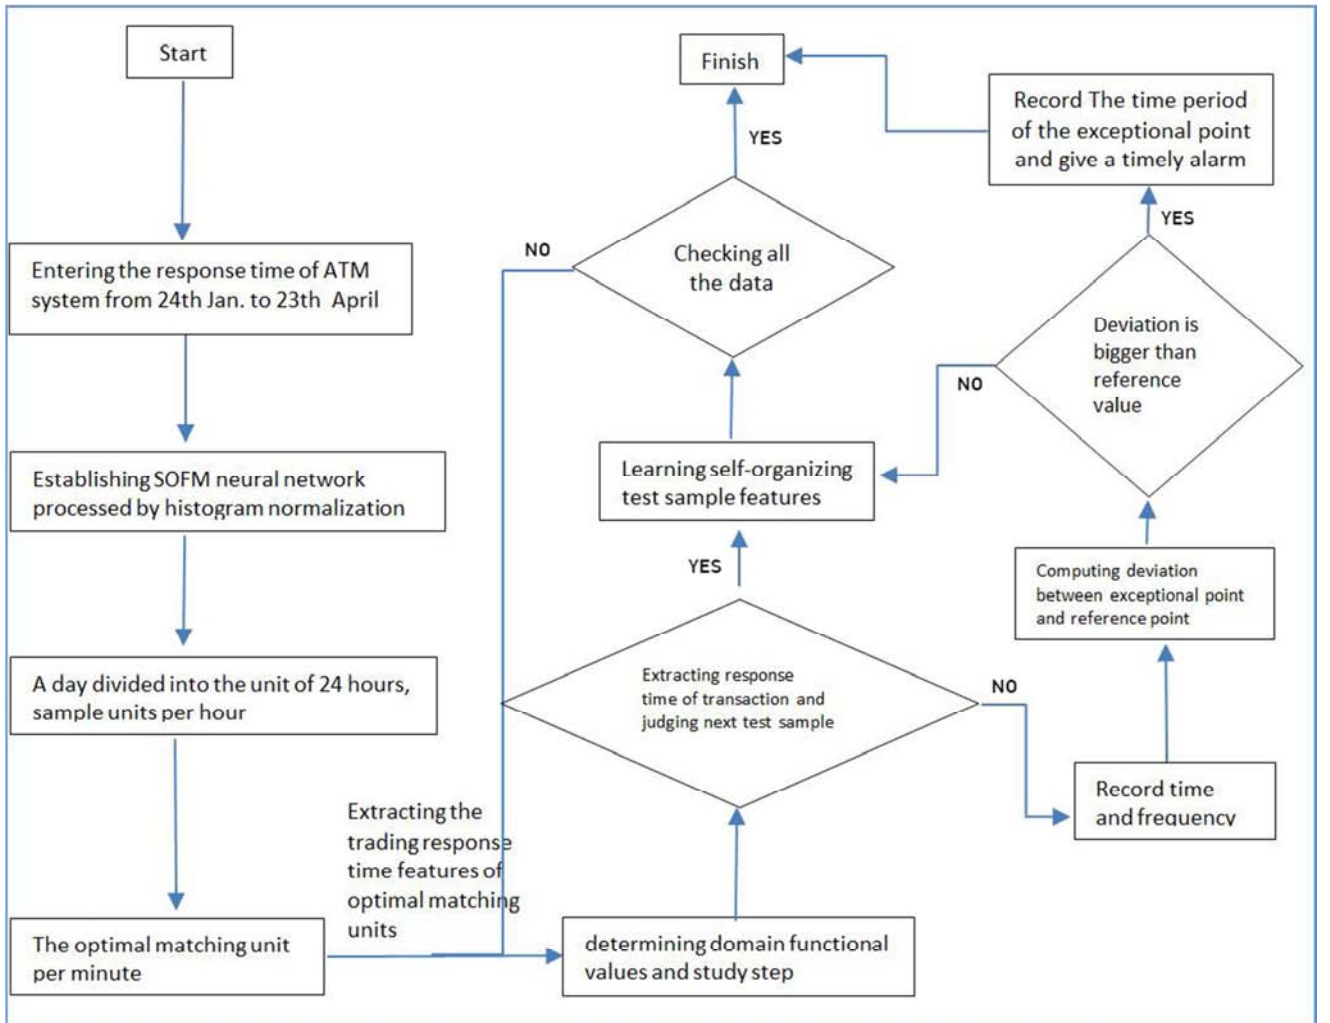 Start
Entering the response time of ATM
system from 24th Jan. to 23th April
Establishing SOFM neural network
processed by histogram normalization
A day divided into the unit of 24 hours,
sample units per hour
The optimal matching unit
per minute
Extracting the
trading response
time features of
optimal matching
units
determining domain functional
values and study step
Extracting response
time of transaction and
judging next test sample
YES
NO
Learning self-organizing
test sample features
Checking all
the data
NO
YES
Finish
Record time
and frequency
Computing deviation
between exceptional point
and reference point
Deviation is
bigger than
reference
value
NO
YES
Record The time period
of the exceptional point
and give a timely alarm